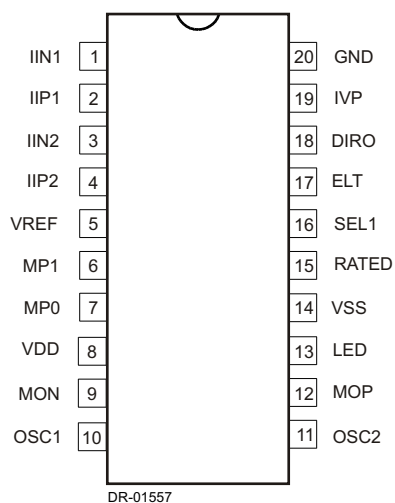 IIN1 1 20 GND
IIP1 2 19 IVP
IIN2 3 18 DIRO
IIP2 4 17 ELT
VREF 5 16 SEL1
MP1 6 15 RATED
MP0 7 14 VSS
VDD 8 13 LED
MON 9 12 MOP
OSC1 10 11 OSC2
DR-01557